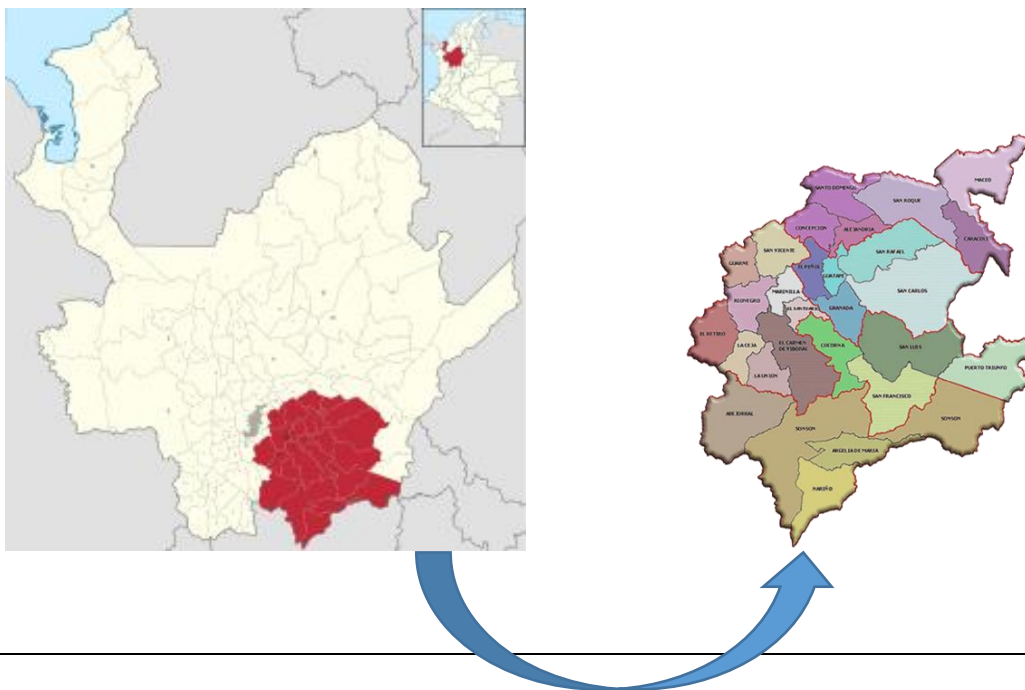 MACEO
SANTO DOMINGO
SAN ROQUE
CONCEPCION
ALEJANDRIA
CARACOLI
SAN VICENTE
SAN RAFAEL
GUARNE
EL PEÑOL
GUATAPE
SAN CARLOS
MARINILLA
RIONEGRO
EL SANTUARIO
GRANADA
EL RETIRO
LA CEJA
EL CARMEN
DE VIBORAL
COCORNA
SAN LUIS
PUERTO TRIUNFO
LA UNION
SAN FRANCISCO
ABEJORRAL
SONSON
SONSON
ARGELIA DE MARIA
NARIÑO